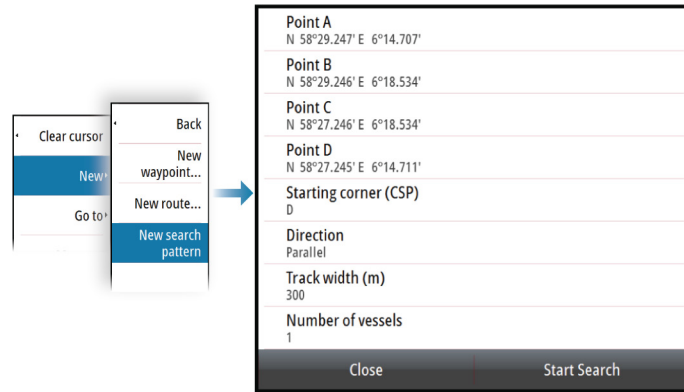 Clear cursor
New
Go to
Back
New
waypoint...
New route...
New search
pattern
Point A
N 58°29.247' E 6°14.707'
Point B
N 58°29.246' E 6°18.534'
Point C
N 58°27.246' E 6°18.534'
Point D
N 58°27.245' E 6°14.711'
Starting corner (CSP)
D
Direction
Parallel
Track width (m)
300
Number of vessels
1
Close
Start Search